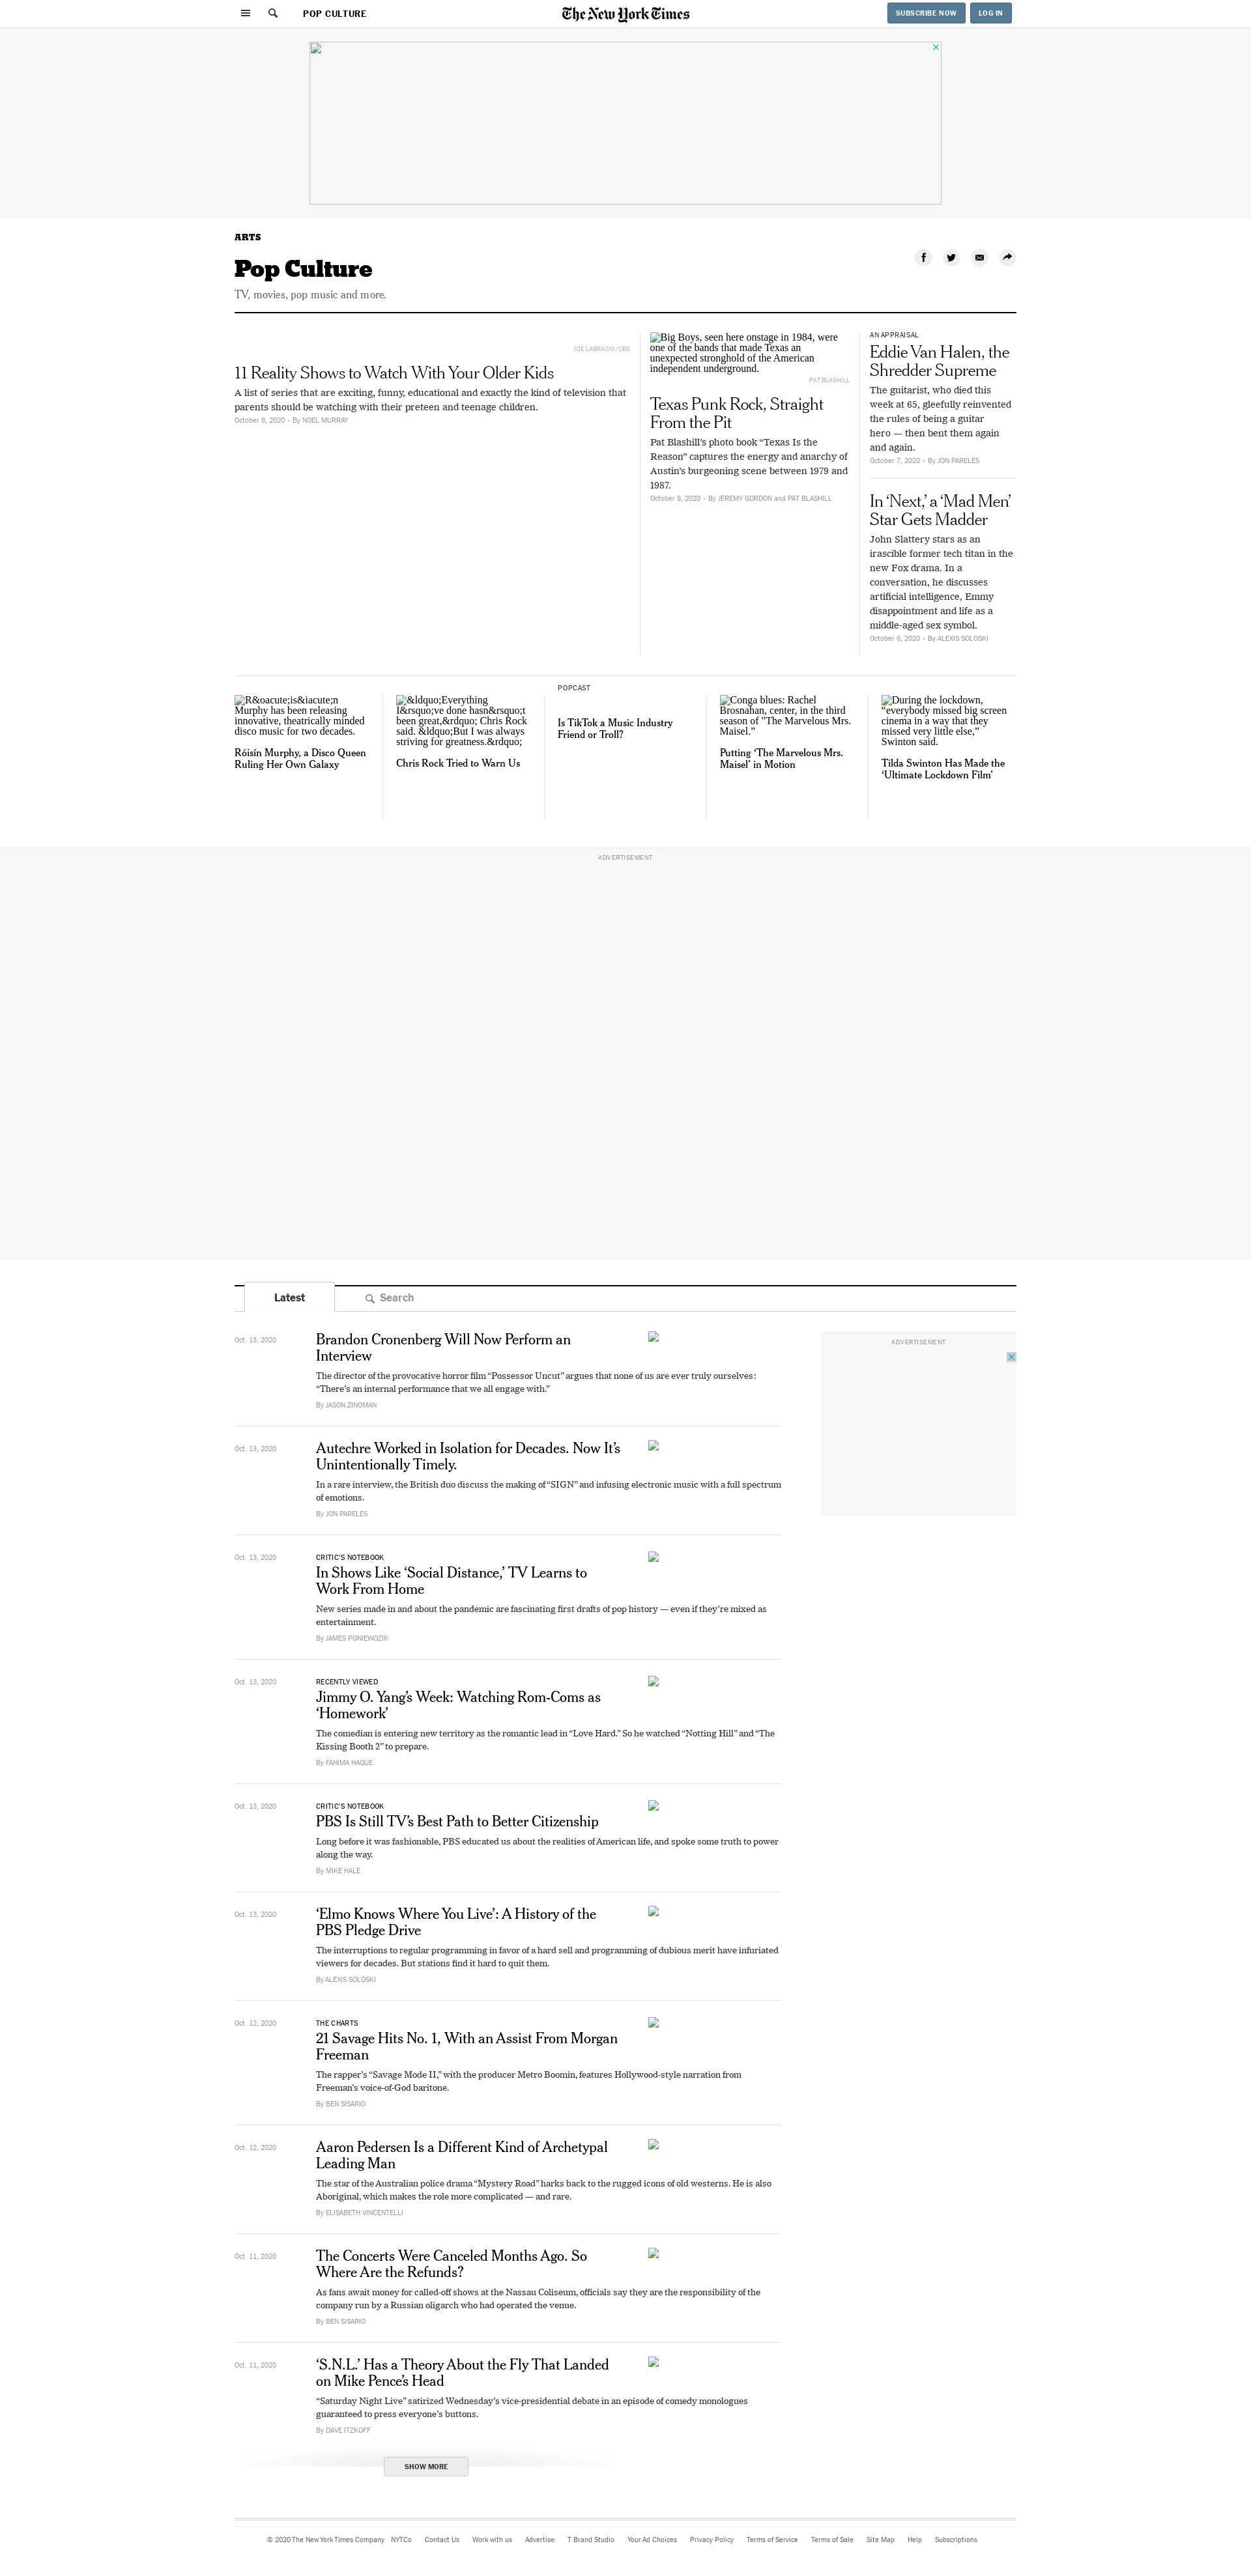 POP CULTURE
The New York Times
SUBSCRIBE NOW
LOG IN
ARTS
Pop Culture
TV, movies, pop music and more.
JOE LABRACIO/CBS
11 Reality Shows to Watch With Your Older Kids
A list of series that are exciting, funny, educational and exactly the kind of television that
parents should be watching with their preteen and teenage children.
October 8, 2020 - By NOEL MURRAY
Big Boys, seen here onstage in 1984, were
one of the bands that made Texas an
unexpected stronghold of the American
independent underground.
PAT BLASHILL
Texas Punk Rock, Straight
From the Pit
Pat Blashill’s photo book “Texas Is the
Reason” captures the energy and anarchy of
Austin’s burgeoning scene between 1979 and
1987.
October 8, 2020 - By JEREMY GORDON and PAT BLASHILL
AN APPRAISAL
Eddie Van Halen, the
Shredder Supreme
The guitarist, who died this
week at 65, gleefully reinvented
the rules of being a guitar
hero — then bent them again
and again.
October 7, 2020 - By JON PARELES
In ‘Next,’ a ‘Mad Men’
Star Gets Madder
John Slattery stars as an
irascible former tech titan in the
new Fox drama. In a
conversation, he discusses
artificial intelligence, Emmy
disappointment and life as a
middle-aged sex symbol.
October 6, 2020 - By ALEXIS SOLOSKI
R&oacute;is&iacute;n
Murphy has been releasing
innovative, theatrically minded
disco music for two decades.
Róisín Murphy, a Disco Queen
Ruling Her Own Galaxy
&ldquo;Everything
I&rsquo;ve done hasn&rsquo;t
been great,&rdquo; Chris Rock
said. &ldquo;But I was always
striving for greatness.&rdquo;
Chris Rock Tried to Warn Us
POPCAST
Is TikTok a Music Industry
Friend or Troll?
Conga blues: Rachel
Brosnahan, center, in the third
season of "The Marvelous Mrs.
Maisel.”
Putting ‘The Marvelous Mrs.
Maisel’ in Motion
During the lockdown,
“everybody missed big screen
cinema in a way that they
missed very little else,”
Swinton said.
Tilda Swinton Has Made the
‘Ultimate Lockdown Film’
ADVERTISEMENT
Latest
Search
ADVERTISEMENT
Oct. 13, 2020
Brandon Cronenberg Will Now Perform an
Interview
The director of the provocative horror film “Possessor Uncut” argues that none of us are ever truly ourselves:
“There’s an internal performance that we all engage with.”
By JASON ZINOMAN
Oct. 13, 2020
Autechre Worked in Isolation for Decades. Now It’s
Unintentionally Timely.
In a rare interview, the British duo discuss the making of “SIGN” and infusing electronic music with a full spectrum
of emotions.
By JON PARELES
Oct. 13, 2020
CRITIC’S NOTEBOOK
In Shows Like ‘Social Distance,’ TV Learns to
Work From Home
New series made in and about the pandemic are fascinating first drafts of pop history — even if they’re mixed as
entertainment.
By JAMES PONIEWOZIK
Oct. 13, 2020
RECENTLY VIEWED
Jimmy O. Yang’s Week: Watching Rom-Coms as
‘Homework’
The comedian is entering new territory as the romantic lead in “Love Hard.” So he watched “Notting Hill” and “The
Kissing Booth 2” to prepare.
By FAHIMA HAQUE
Oct. 13, 2020
CRITIC’S NOTEBOOK
PBS Is Still TV’s Best Path to Better Citizenship
Long before it was fashionable, PBS educated us about the realities of American life, and spoke some truth to power
along the way.
By MIKE HALE
Oct. 13, 2020
‘Elmo Knows Where You Live’: A History of the
PBS Pledge Drive
The interruptions to regular programming in favor of a hard sell and programming of dubious merit have infuriated
viewers for decades. But stations find it hard to quit them.
By ALEXIS SOLOSKI
Oct. 12, 2020
THE CHARTS
21 Savage Hits No. 1, With an Assist From Morgan
Freeman
The rapper’s “Savage Mode II,” with the producer Metro Boomin, features Hollywood-style narration from
Freeman’s voice-of-God baritone.
By BEN SISARIO
Oct. 12, 2020
Aaron Pedersen Is a Different Kind of Archetypal
Leading Man
The star of the Australian police drama “Mystery Road” harks back to the rugged icons of old westerns. He is also
Aboriginal, which makes the role more complicated — and rare.
By ELISABETH VINCENTELLI
Oct. 11, 2020
The Concerts Were Canceled Months Ago. So
Where Are the Refunds?
As fans await money for called-off shows at the Nassau Coliseum, officials say they are the responsibility of the
company run by a Russian oligarch who had operated the venue.
By BEN SISARIO
Oct. 11, 2020
‘S.N.L.’ Has a Theory About the Fly That Landed
on Mike Pence’s Head
“Saturday Night Live” satirized Wednesday’s vice-presidential debate in an episode of comedy monologues
guaranteed to press everyone’s buttons.
By DAVE ITZKOFF
SHOW MORE
© 2020 The New York Times Company NYTCo Contact Us Work with us Advertise T Brand Studio Your Ad Choices Privacy Policy Terms of Service Terms of Sale Site Map Help Subscriptions